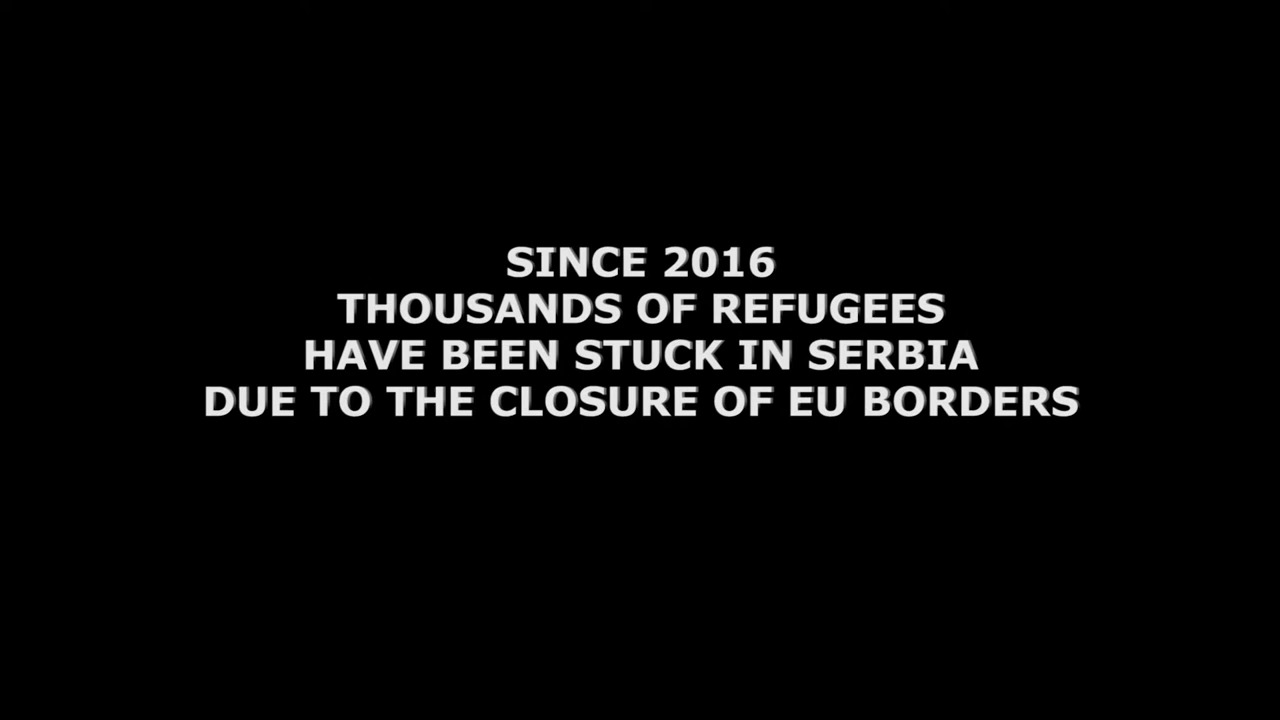 SINCE 2016
THOUSANDS OF REFUGEES
HAVE BEEN STUCK IN SERBIA
DUE TO THE CLOSURE OF EU BORDERS